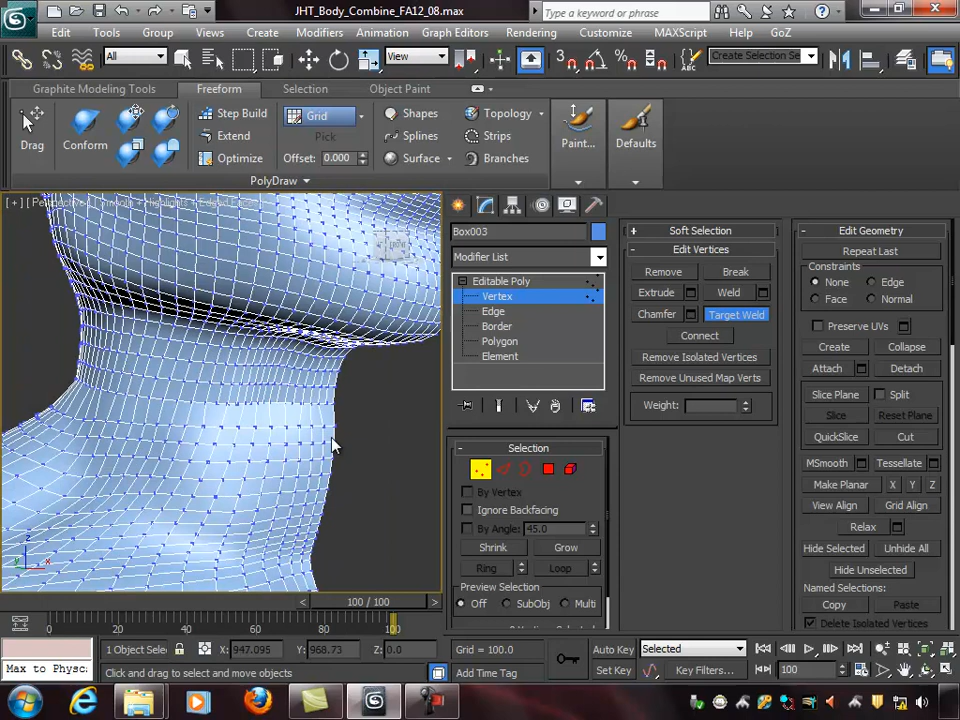 JHT_Body_Combine_FA12_08.max
Type a keyword or phrase
Edit Tools Group Views Create Modifiers Animation Graph Editors Rendering Customize MAXScript Help GoZ
All View Create Selection Se
Graphite Modeling Tools Freeform Selection Object Paint
Drag Conform Step Build Extend Optimize
Grid Pick Offset: 0.000
Shapes Splines Surface
Topology Strips Branches
Paint... Defaults
PolyDraw
[ + ] [ Perspective ]
FRONT
Box003
Modifier List
Editable Poly
Vertex
Edge
Border
Polygon
Element
Selection
By Vertex
Ignore Backfacing
By Angle: 45.0
Shrink Grow
Ring Loop
Preview Selection
Off SubObj Multi
Soft Selection
Edit Vertices
Remove Break
Extrude Weld
Chamfer Target Weld
Connect
Remove Isolated Vertices
Remove Unused Map Verts
Weight:
Edit Geometry
Repeat Last
Constraints
None Edge
Face Normal
Preserve UVs
Create Collapse
Attach Detach
Slice Plane Split
Slice Reset Plane
QuickSlice Cut
MSmooth Tessellate
Make Planar X Y Z
View Align Grid Align
Relax
Hide Selected Unhide All
Hide Unselected
Named Selections:
Copy Paste
Delete Isolated Vertices
< 100 / 100 >
0 20 40 60 80 100
1 Object Selec X: 947.095 Y: 968.73 Z: 0.0 Grid = 100.0
Auto Key Selected
Max to Physc Click and drag to select and move objects Add Time Tag
Set Key Key Filters... 100